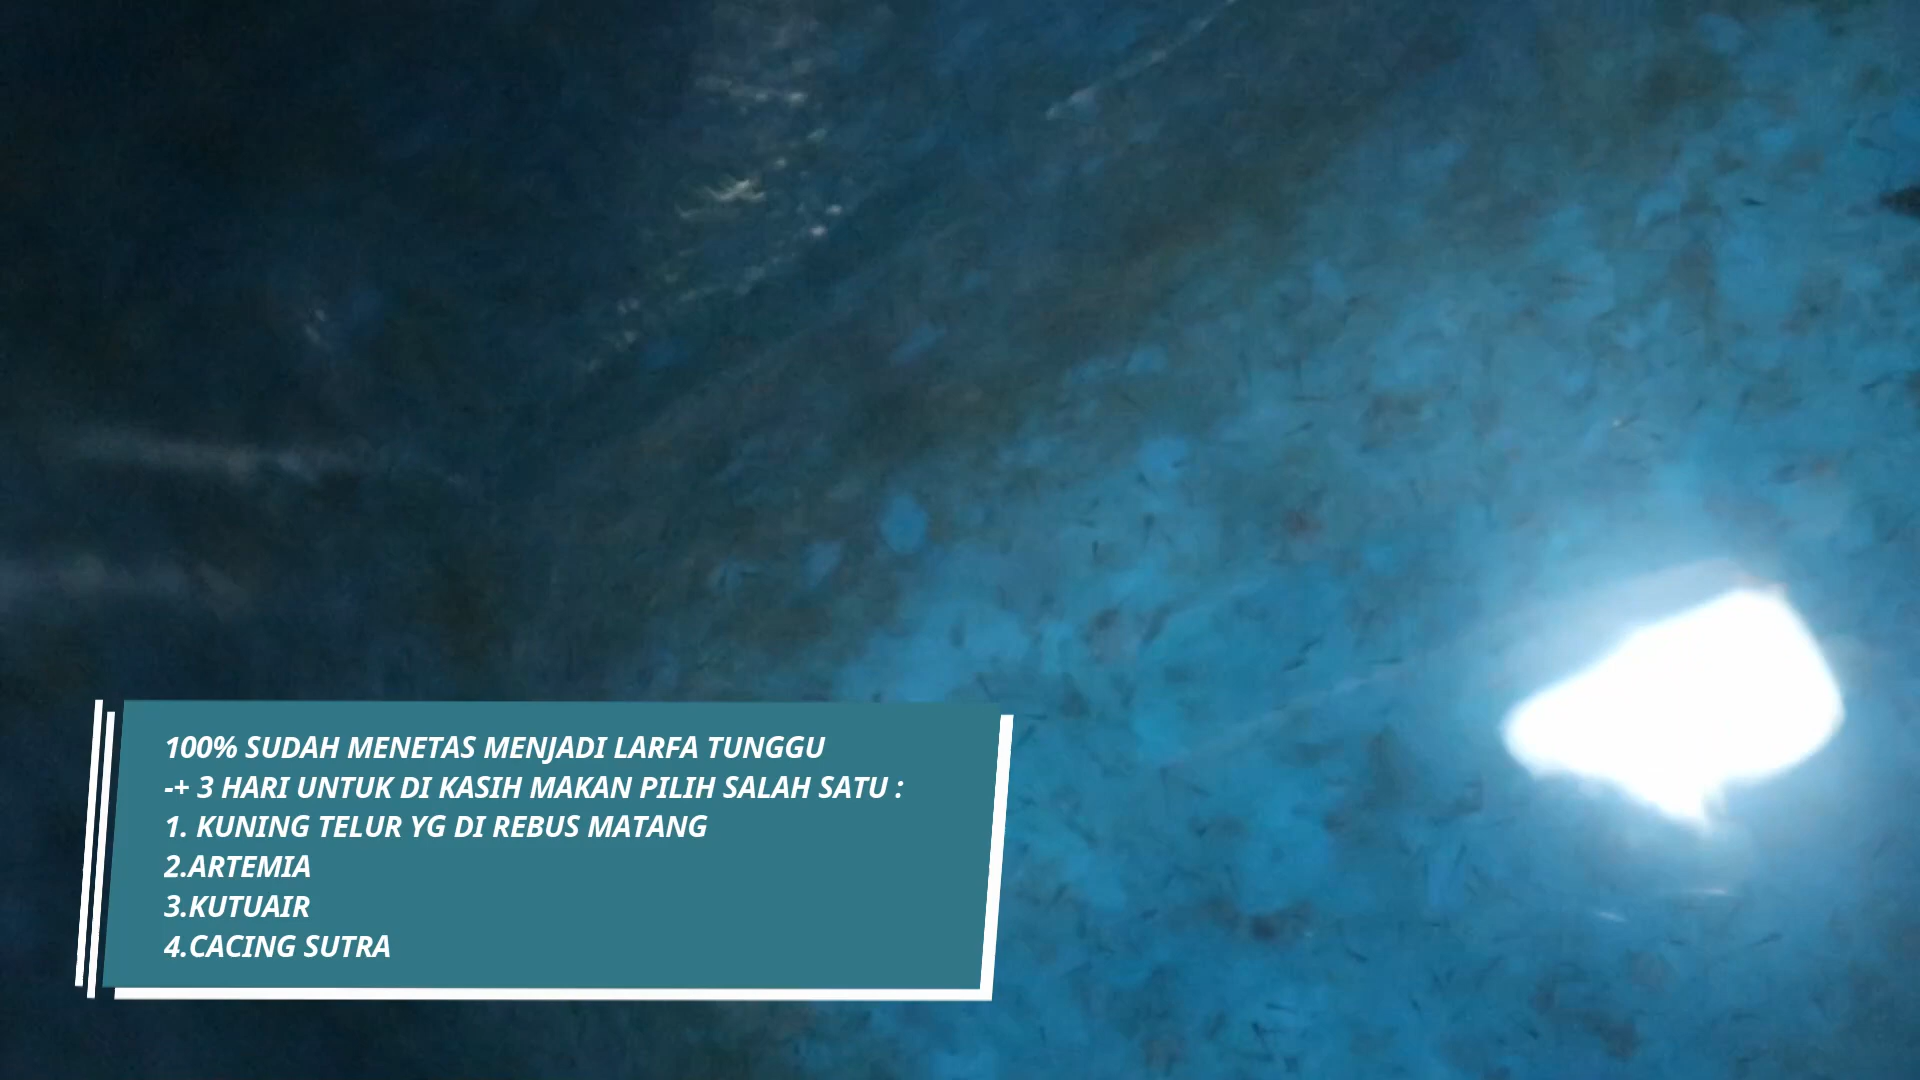 100% SUDAH MENETAS MENJADI LARFA TUNGGU
-+ 3 HARI UNTUK DI KASIH MAKAN PILIH SALAH SATU :
1. KUNING TELUR YG DI REBUS MATANG
2.ARTEMIA
3.KUTUAIR
4.CACING SUTRA